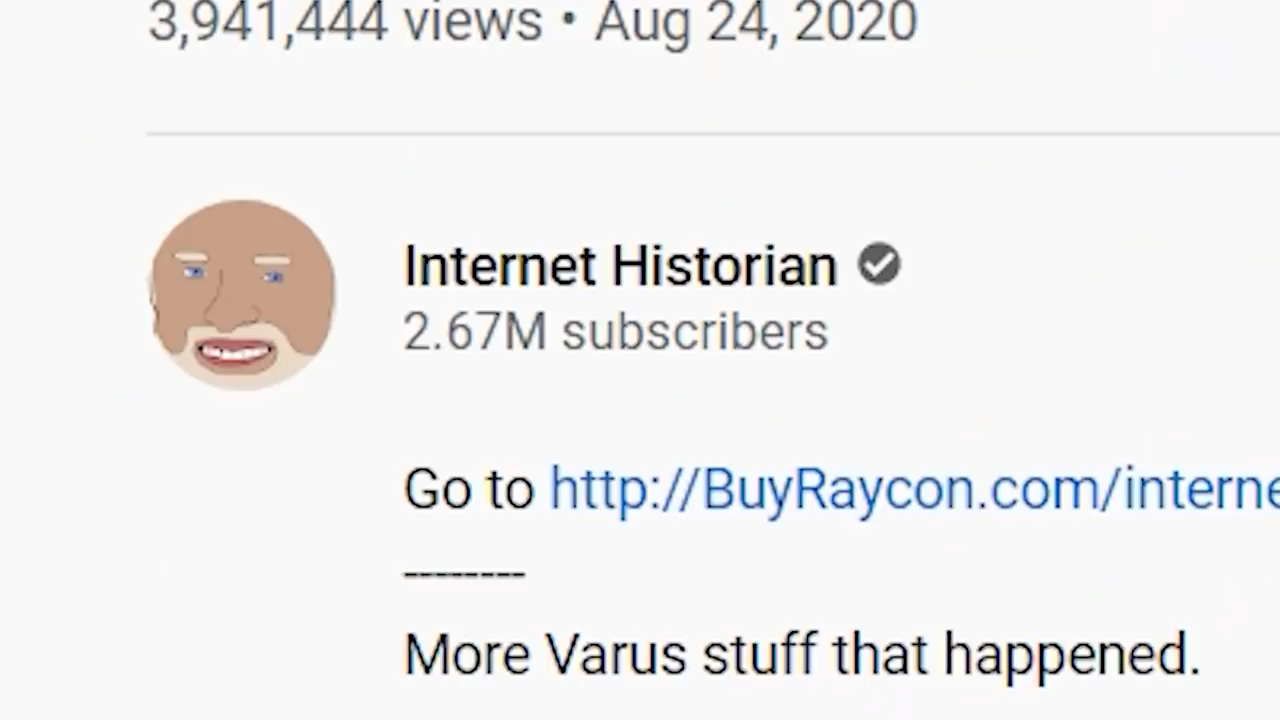 3,941,444 views • Aug 24, 2020
Internet Historian
2.67M subscribers
Go to http://BuyRaycon.com/interne
--------
More Varus stuff that happened.